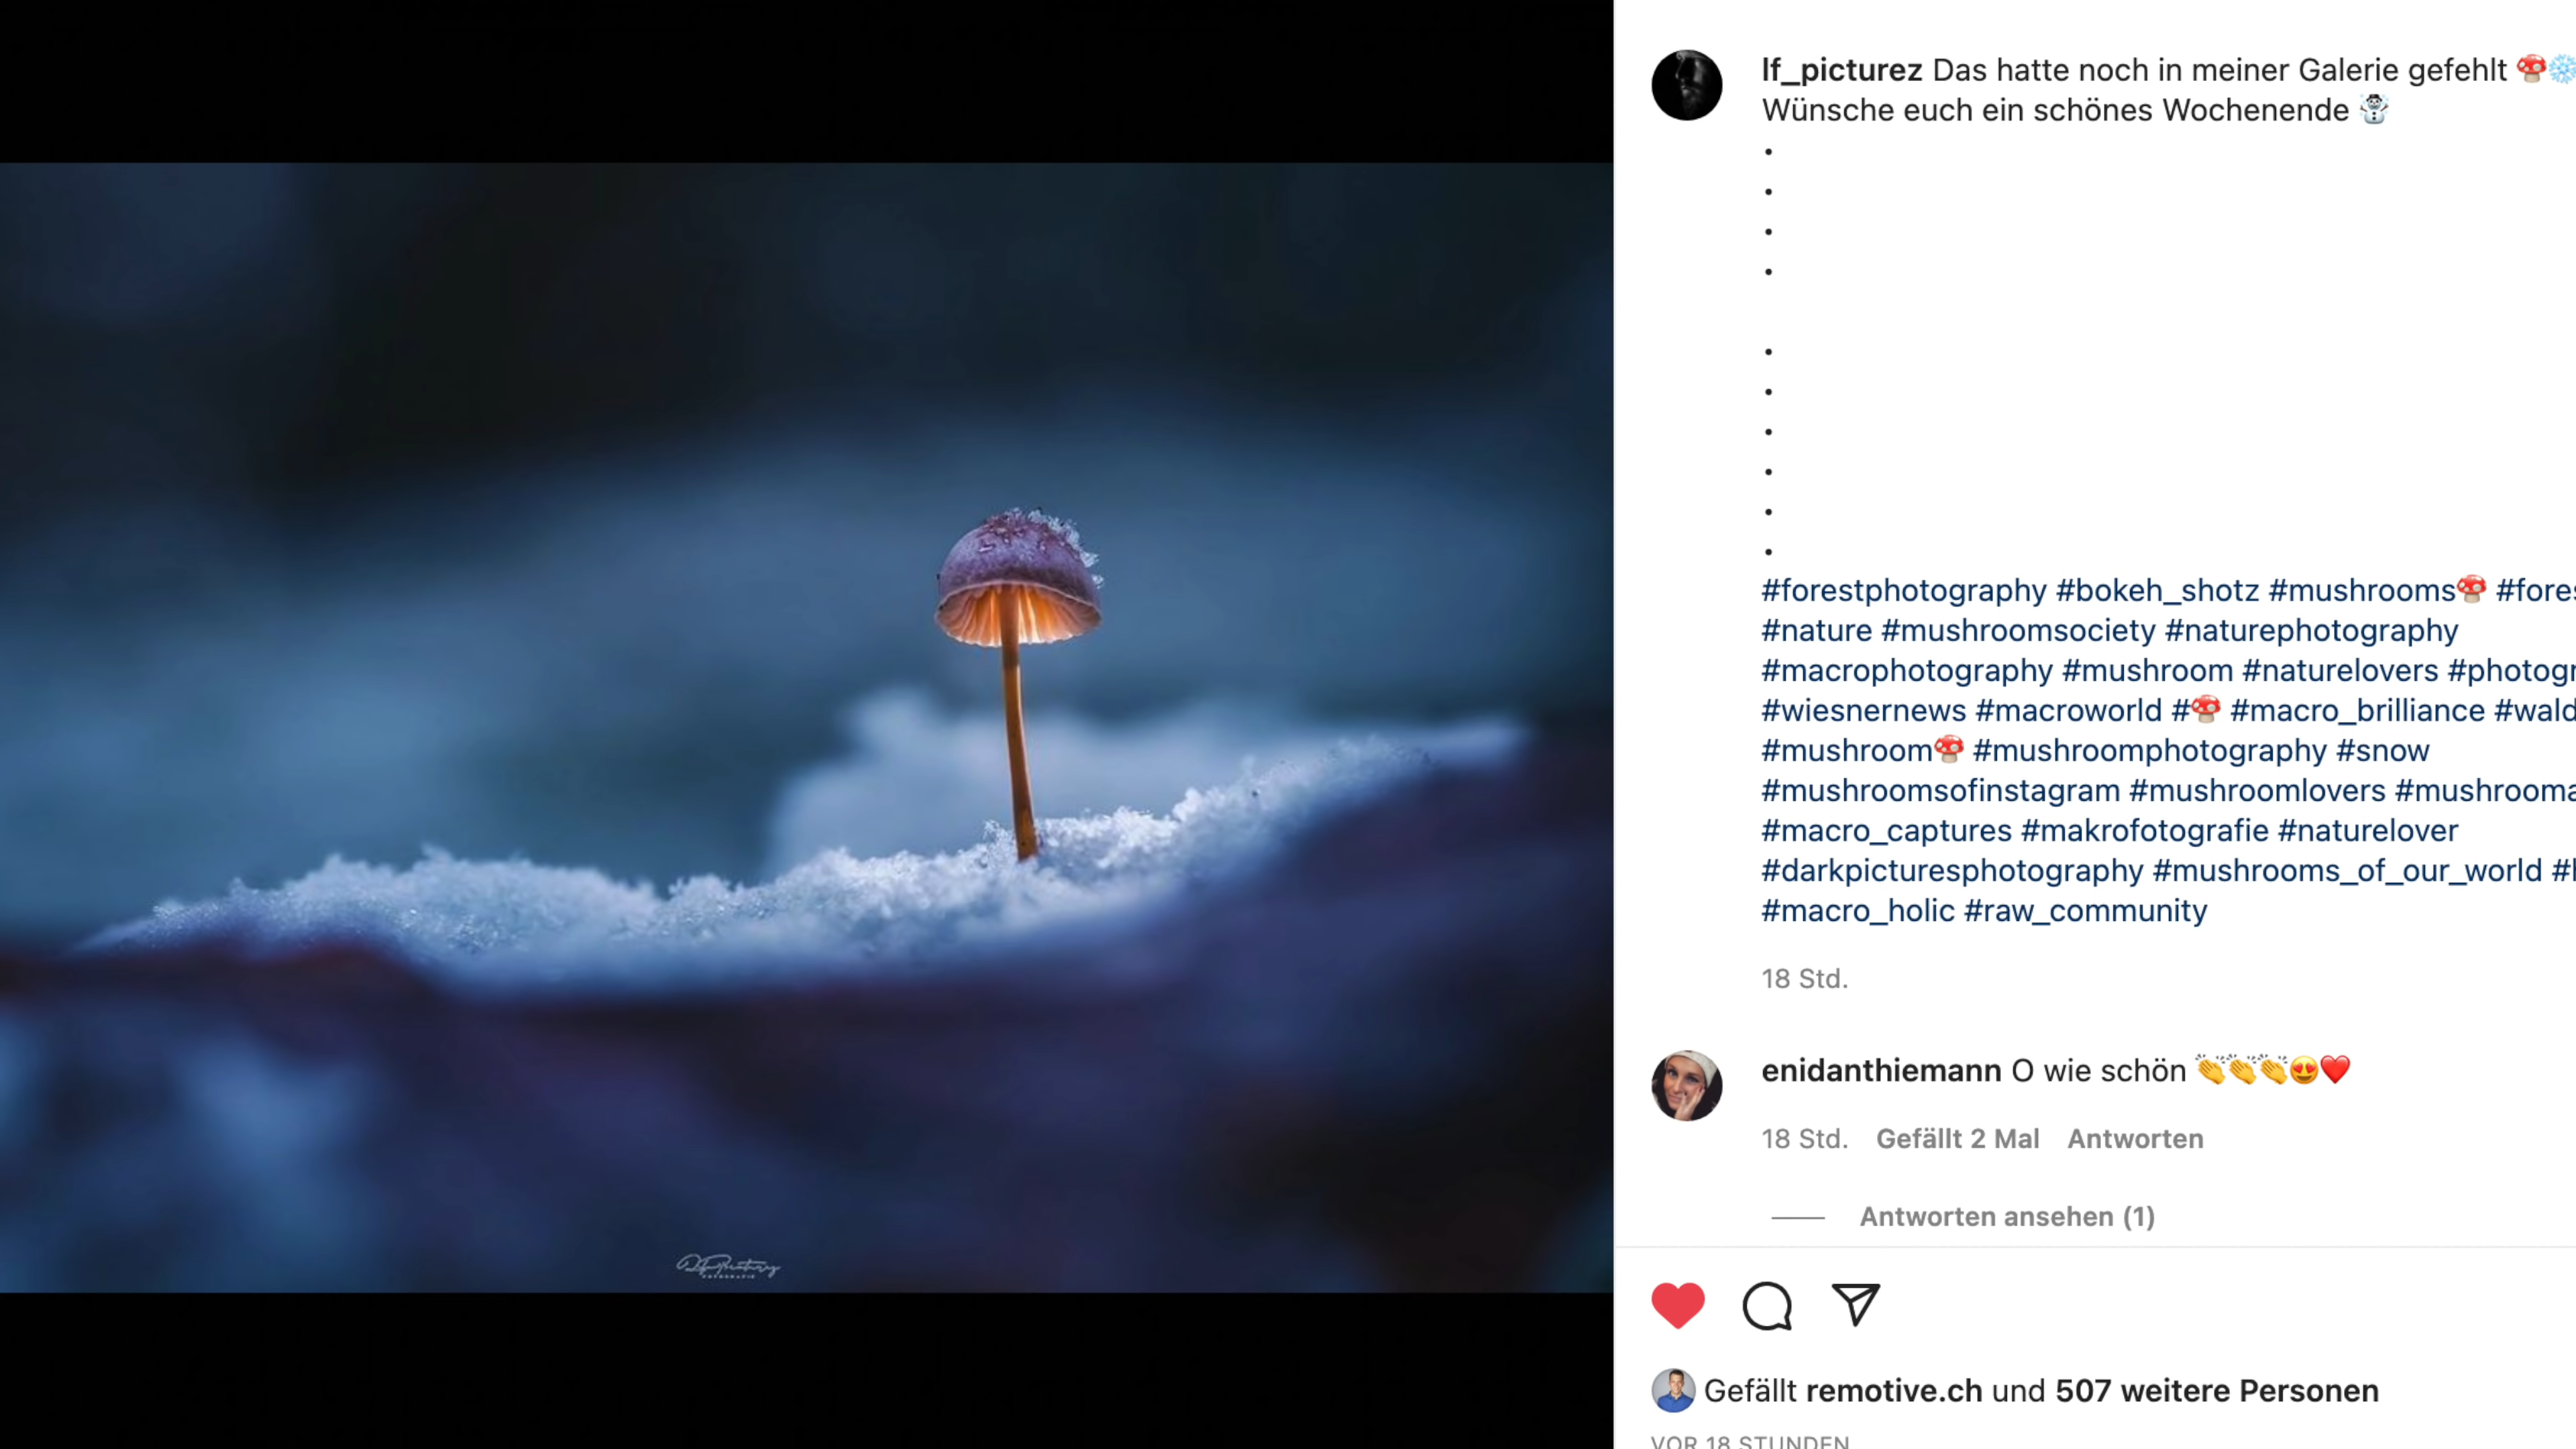 lf_picturez Das hatte noch in meiner Galerie gefehlt 🍄❄️
Wünsche euch ein schönes Wochenende ☃️
.
.
.
.
.
.
.
.
.
.
#forestphotography #bokeh_shotz #mushrooms🍄
#nature #mushroomsociety #naturephotography
#macrophotography #mushroom #naturelovers
#wiesnernews #macroworld #🍄 #macro_brilliance #wald
#mushroom🍄 #mushroomphotography #snow
#mushroomsofinstagram #mushroomlovers
#macro_captures #makrofotografie #naturelover
#darkpicturesphotography #mushrooms_of_our_world
#macro_holic #raw_community
18 Std.
enidanthiemann O wie schön 👏👏👏😍❤️
18 Std. Gefällt 2 Mal Antworten
Antworten ansehen (1)
Gefällt remotive.ch und 507 weitere Personen
VOR 18 STUNDEN